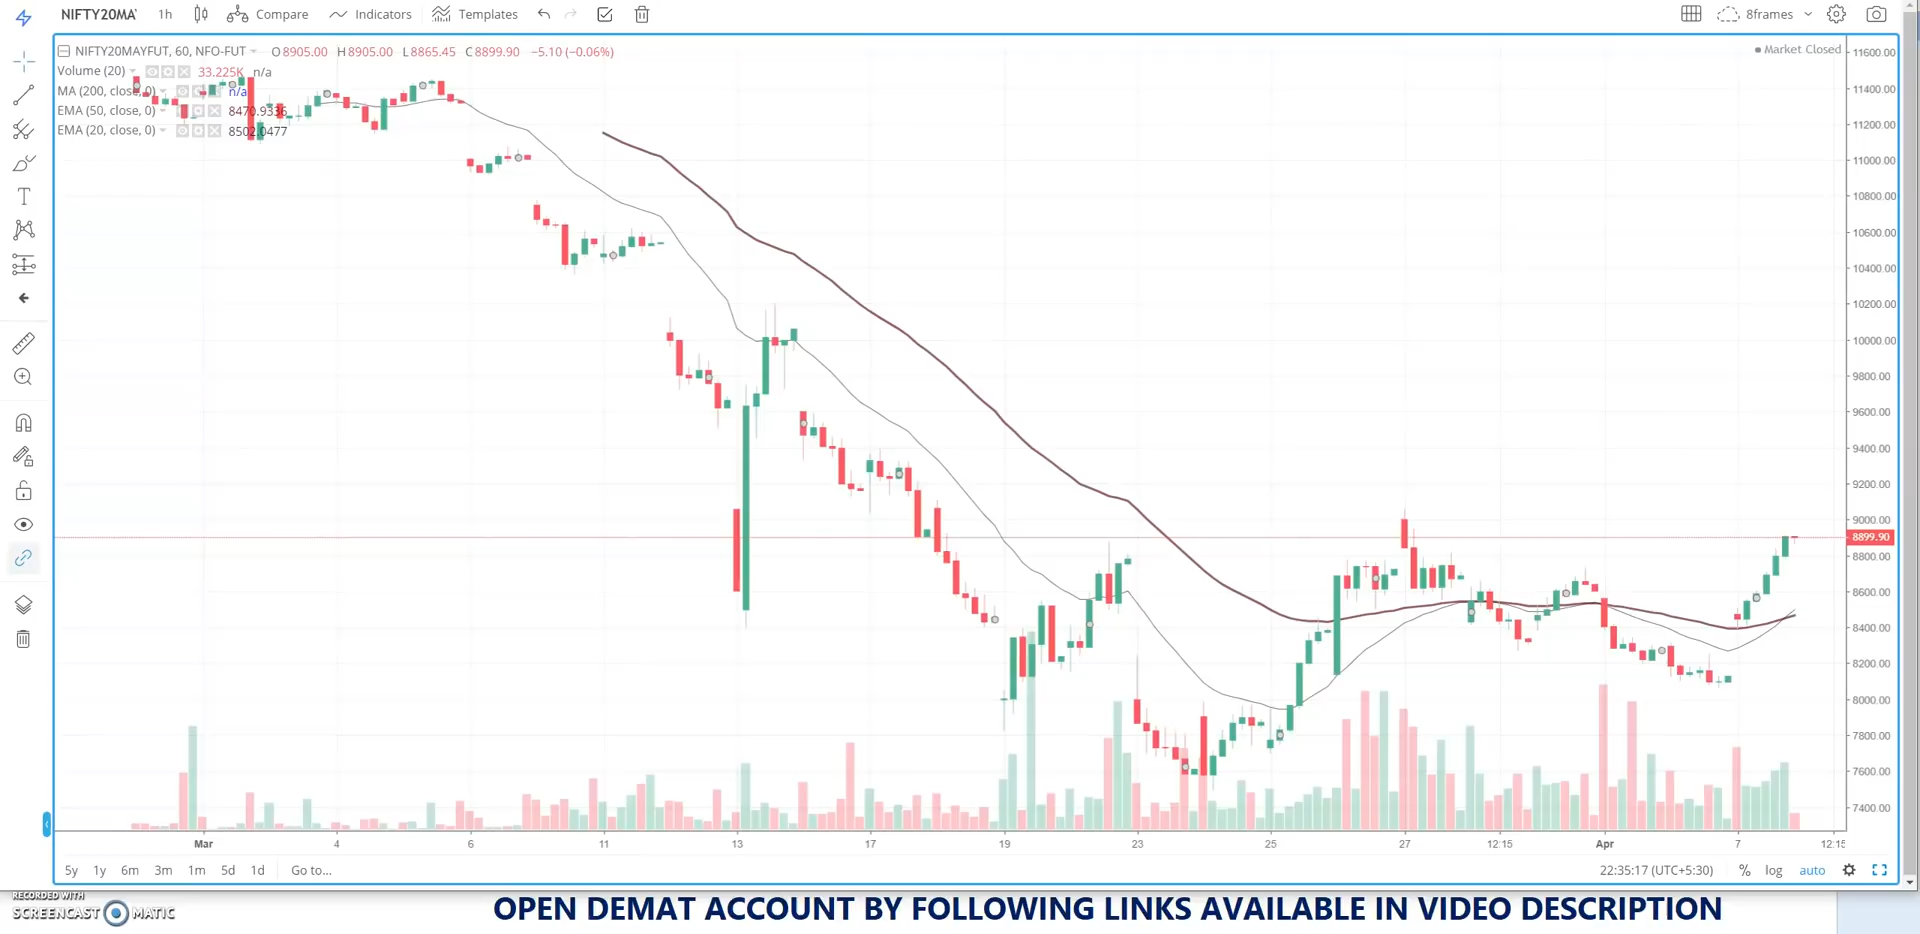 NIFTY20MA
1h
Compare
Indicators
Templates
8frames
NIFTY20MAYFUT, 60, NFO-FUT
O8905.00 H8905.00 L8865.45 C8899.90 −5.10 (−0.06%)
Market Closed
Volume (20)
33.225K n/a
MA (200, close, 0)
n/a
EMA (50, close, 0)
8470.9336
EMA (20, close, 0)
8502.0477
11600.00
11400.00
11200.00
11000.00
10800.00
10600.00
10400.00
10200.00
10000.00
9800.00
9600.00
9400.00
9200.00
9000.00
8899.90
8800.00
8600.00
8400.00
8200.00
8000.00
7800.00
7600.00
7400.00
Mar 4 6 11 13 17 19 23 25 27 12:15 Apr 7 12:15
5y 1y 6m 3m 1m 5d 1d Go to...
22:35:17 (UTC+5:30) % log auto
RECORDED WITH
SCREENCAST MATIC
OPEN DEMAT ACCOUNT BY FOLLOWING LINKS AVAILABLE IN VIDEO DESCRIPTION